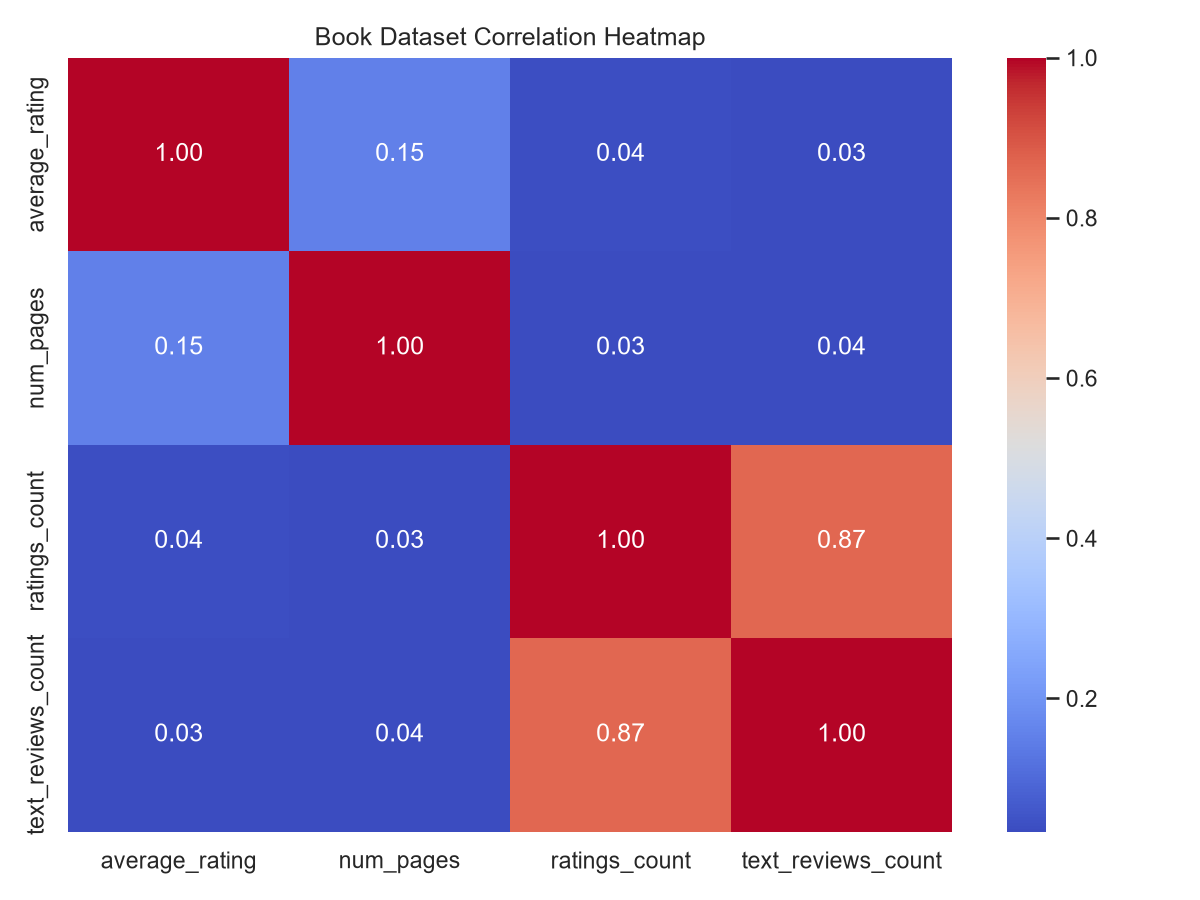 Book Dataset Correlation Heatmap
average_rating
1.00 0.15 0.04 0.03
num_pages
0.15 1.00 0.03 0.04
ratings_count
0.04 0.03 1.00 0.87
text_reviews_count
0.03 0.04 0.87 1.00
average_rating num_pages ratings_count text_reviews_count
1.0
0.8
0.6
0.4
0.2